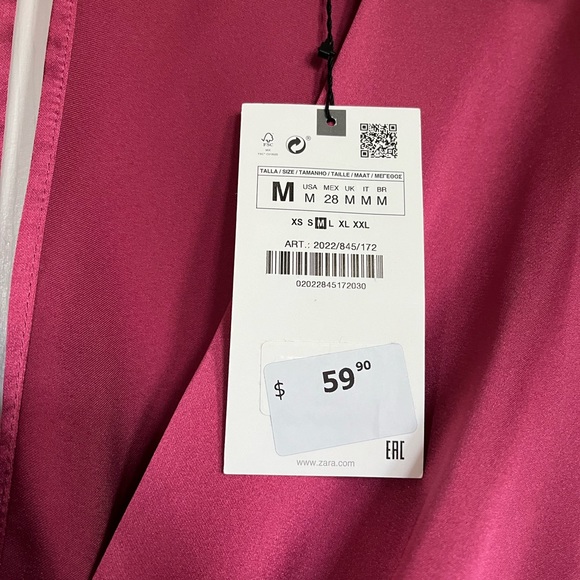 FSC
TALLA / SIZE / TAMANHO / TAILLE / MAAT / ΜΕΓΕΘΟΣ
M USA MEX UK IT BR
M 28 M M M
XS S M L XL XXL
ART.: 2022/845/172
02022845172030
$ 59 90
www.zara.com
EAC